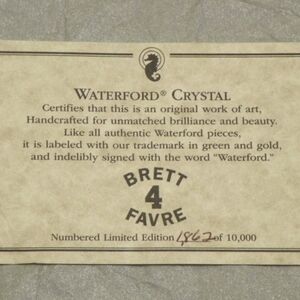 WATERFORD® CRYSTAL
Certifies that this is an original work of art,
Handcrafted for unmatched brilliance and beauty.
Like all authentic Waterford pieces,
it is labeled with our trademark in green and gold,
and indelibly signed with the word "Waterford."
BRETT
4
FAVRE
Numbered Limited Edition 1962 of 10,000